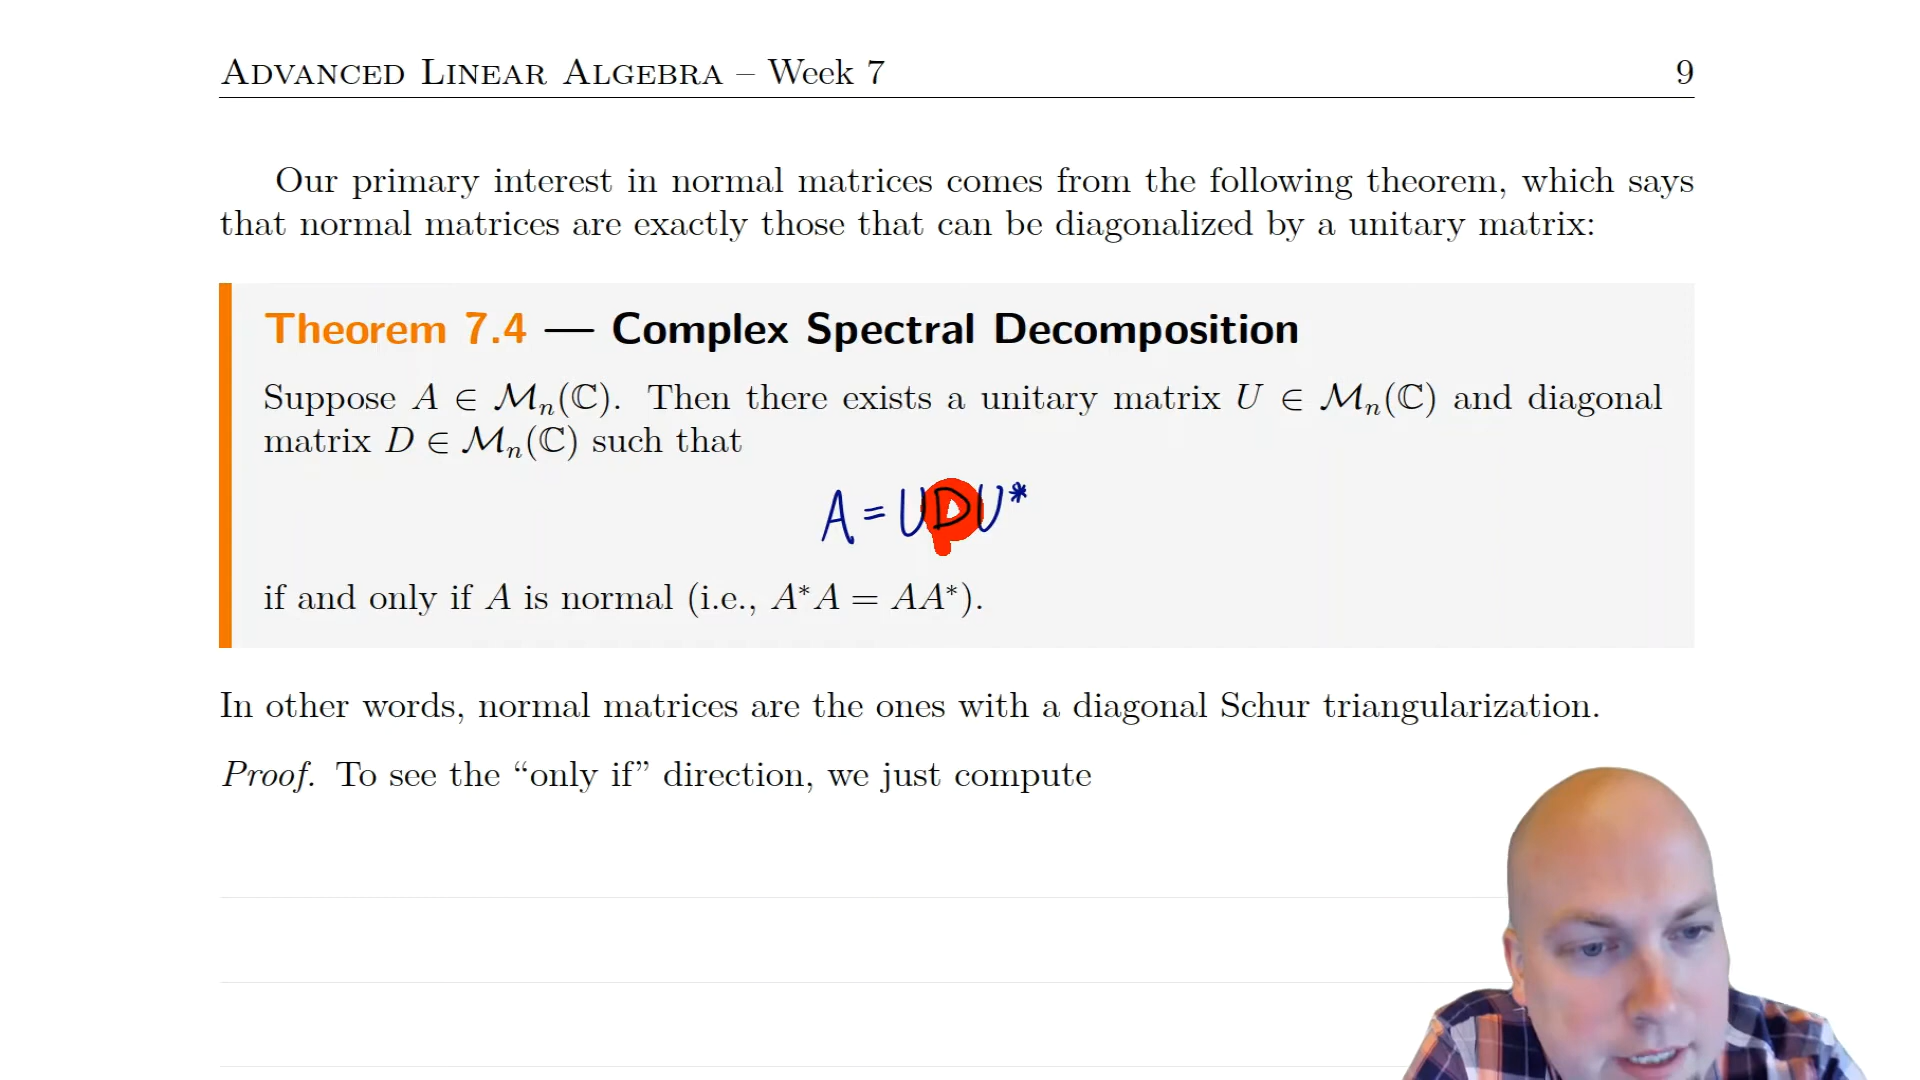 ADVANCED LINEAR ALGEBRA – Week 7 9
Our primary interest in normal matrices comes from the following theorem, which says
that normal matrices are exactly those that can be diagonalized by a unitary matrix:
Theorem 7.4 — Complex Spectral Decomposition
Suppose A ∈ ℳₙ(ℂ). Then there exists a unitary matrix U ∈ ℳₙ(ℂ) and diagonal
matrix D ∈ ℳₙ(ℂ) such that
A = UDU*
if and only if A is normal (i.e., A*A = AA*).
In other words, normal matrices are the ones with a diagonal Schur triangularization.
Proof. To see the “only if” direction, we just compute